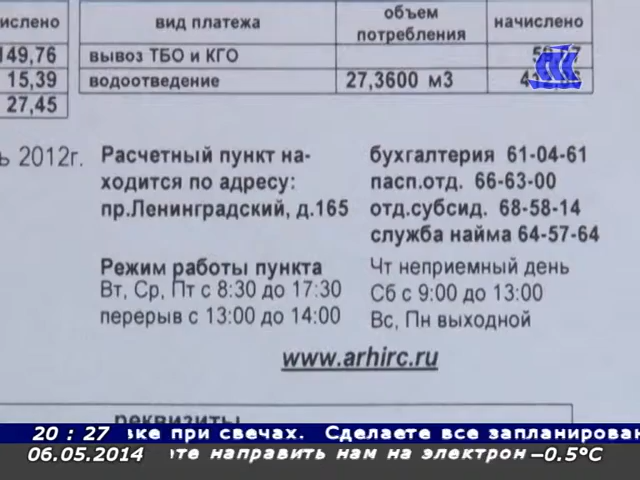 вид платежа объем потребления начислено
149,76 вывоз ТБО и КГО
15,39 водоотведение 27,3600 м3
27,45
2012г.
Расчетный пункт на-
ходится по адресу:
пр.Ленинградский, д.165
бухгалтерия 61-04-61
пасп.отд. 66-63-00
отд.субсид. 68-58-14
служба найма 64-57-64
Режим работы пункта
Вт, Ср, Пт с 8:30 до 17:30
перерыв с 13:00 до 14:00
Чт неприемный день
Сб с 9:00 до 13:00
Вс, Пн выходной
www.arhirc.ru
реквизиты
20 : 27 вке при свечах. Сделаете все запланирован
06.05.2014 те направить нам на электрон –0.5°C